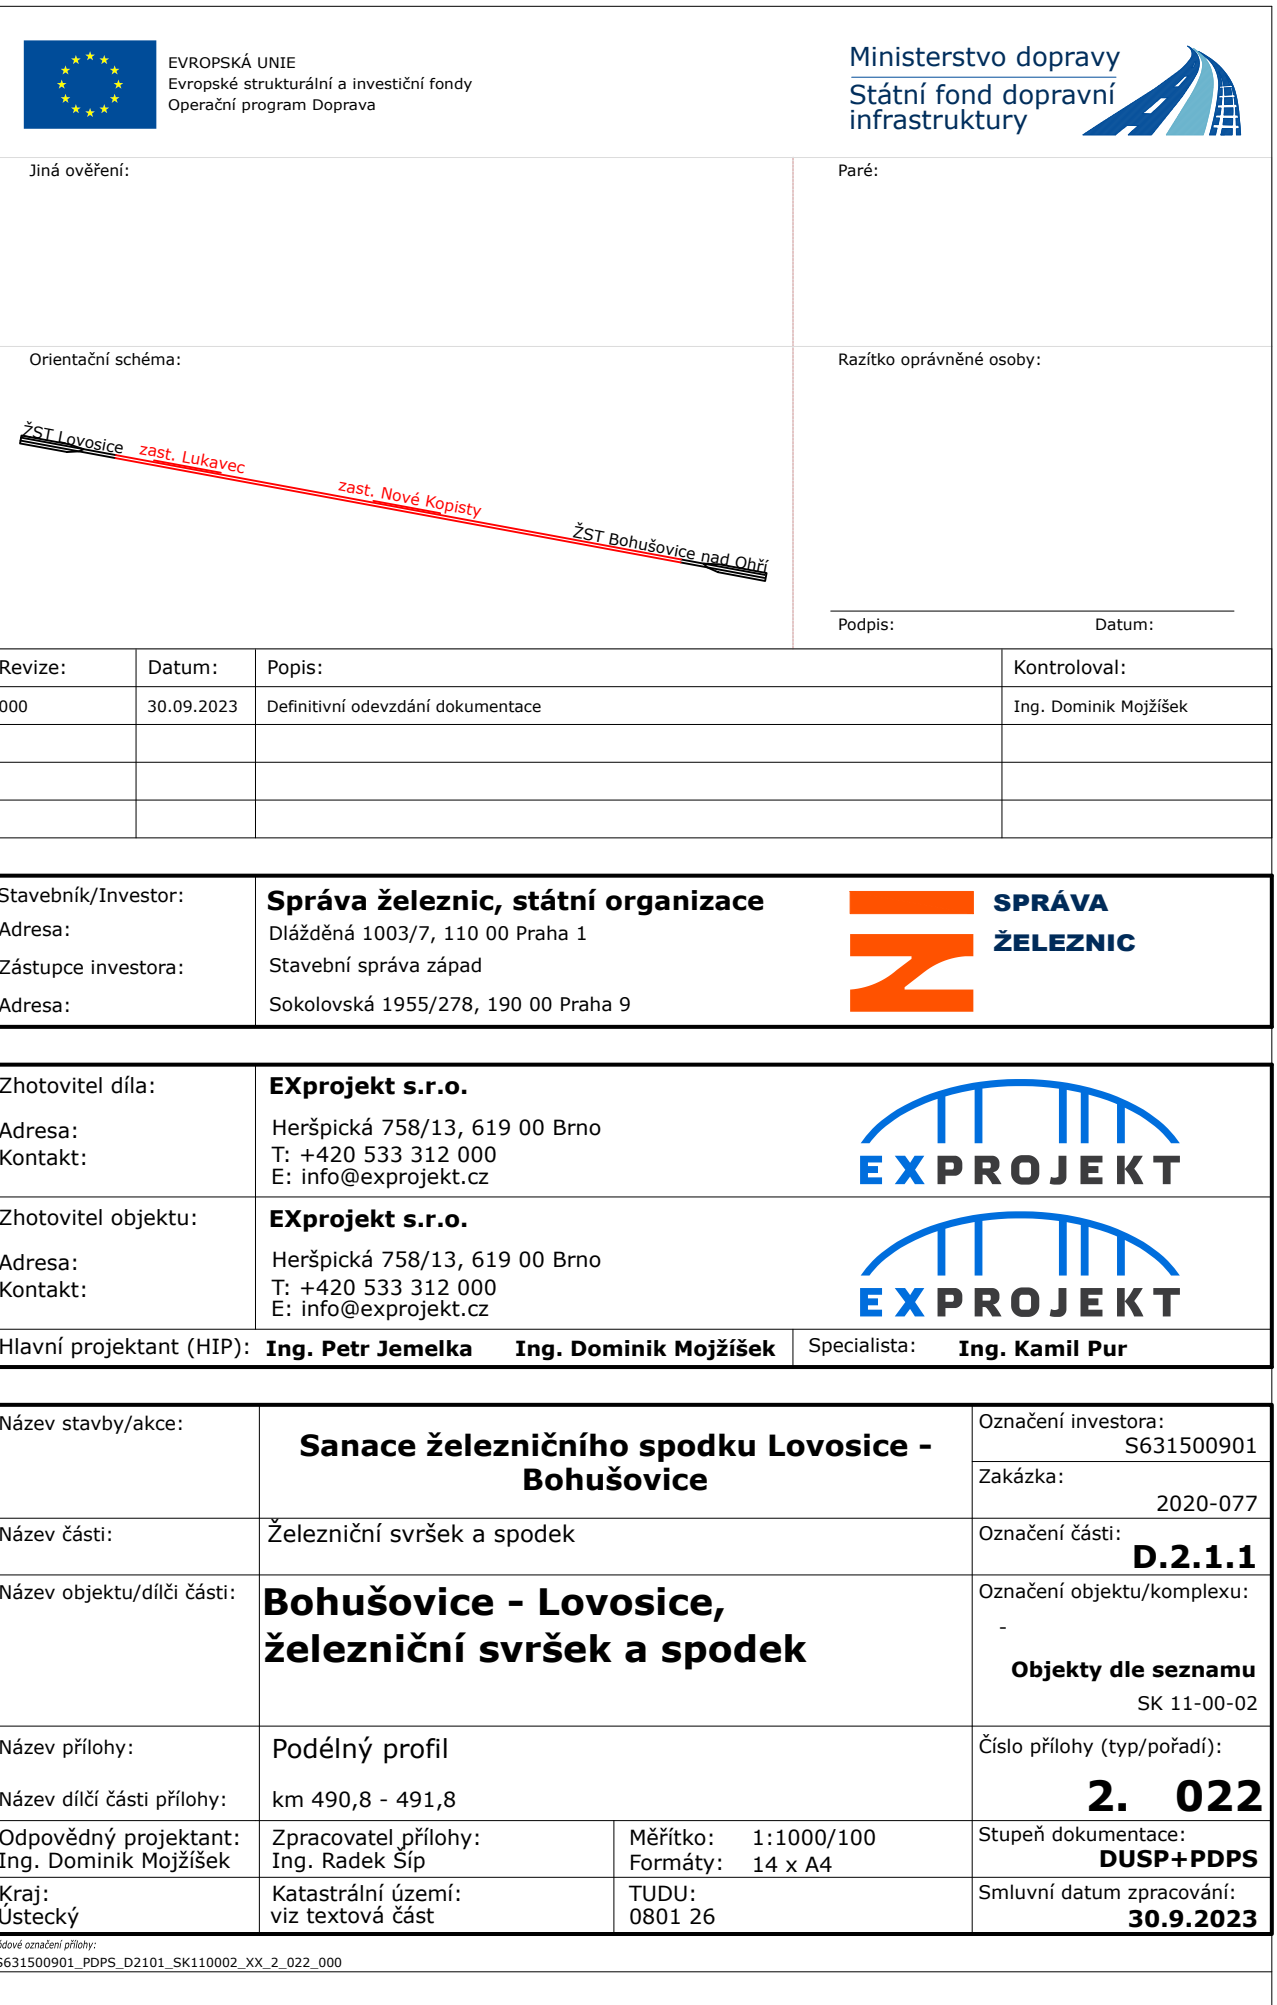 EVROPSKÁ UNIE
Evropské strukturální a investiční fondy
Operační program Doprava
Ministerstvo dopravy
Státní fond dopravní
infrastruktury
Jiná ověření:
Paré:
Orientační schéma:
Razítko oprávněné osoby:
ŽST Lovosice
zast. Lukavec
zast. Nové Kopisty
ŽST Bohušovice nad Ohří
Podpis: Datum:
Revize: Datum: Popis: Kontroloval:
000 30.09.2023 Definitivní odevzdání dokumentace Ing. Dominik Mojžíšek
Stavebník/Investor: Správa železnic, státní organizace
Adresa: Dlážděná 1003/7, 110 00 Praha 1
Zástupce investora: Stavební správa západ
Adresa: Sokolovská 1955/278, 190 00 Praha 9
SPRÁVA
ŽELEZNIC
Zhotovitel díla: EXprojekt s.r.o.
Adresa: Heršpická 758/13, 619 00 Brno
Kontakt: T: +420 533 312 000
E: info@exprojekt.cz
EXPROJEKT
Zhotovitel objektu: EXprojekt s.r.o.
Adresa: Heršpická 758/13, 619 00 Brno
Kontakt: T: +420 533 312 000
E: info@exprojekt.cz
EXPROJEKT
Hlavní projektant (HIP): Ing. Petr Jemelka Ing. Dominik Mojžíšek Specialista: Ing. Kamil Pur
Název stavby/akce:
Sanace železničního spodku Lovosice -
Bohušovice
Označení investora:
S631500901
Zakázka:
2020-077
Název části: Železniční svršek a spodek
Označení části:
D.2.1.1
Název objektu/dílči části:
Bohušovice - Lovosice,
železniční svršek a spodek
Označení objektu/komplexu:
-
Objekty dle seznamu
SK 11-00-02
Název přílohy: Podélný profil
Číslo přílohy (typ/pořadí):
2. 022
Název dílčí části přílohy: km 490,8 - 491,8
Odpovědný projektant: Zpracovatel přílohy: Měřítko: 1:1000/100 Stupeň dokumentace:
Ing. Dominik Mojžíšek Ing. Radek Šíp Formáty: 14 x A4 DUSP+PDPS
Kraj: Katastrální území: TUDU: Smluvní datum zpracování:
Ústecký viz textová část 0801 26 30.9.2023
ódové označení přílohy:
S631500901_PDPS_D2101_SK110002_XX_2_022_000